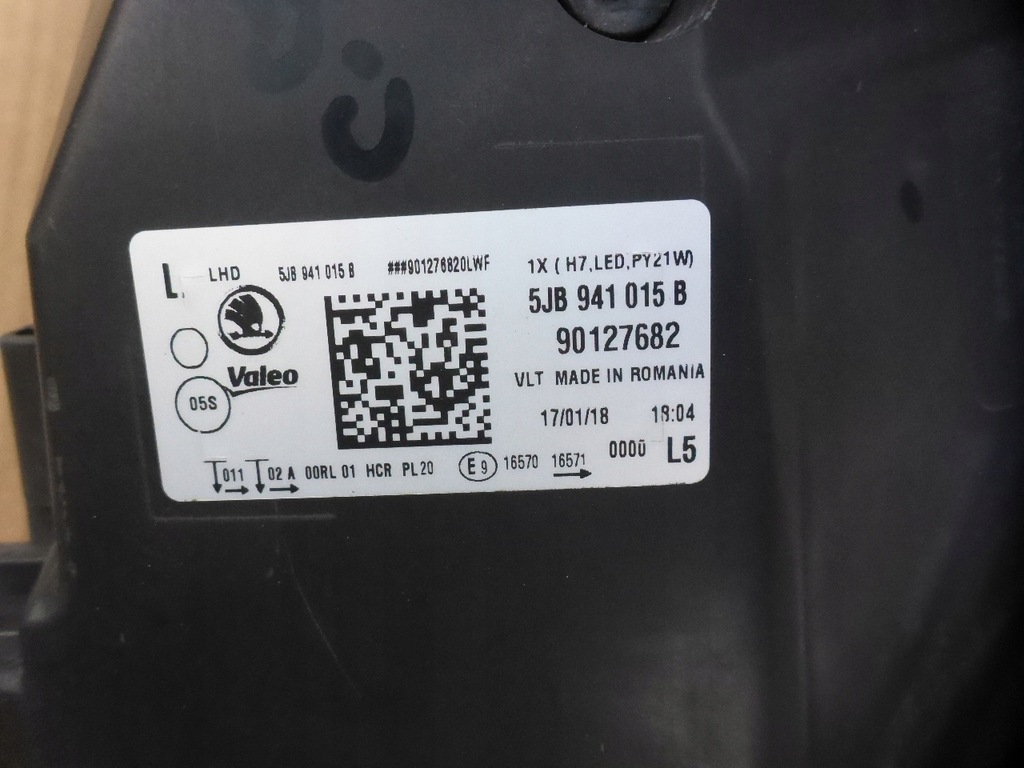 L LHD 5JB 941 015 B ###901276820LWF 1X ( H7,LED,PY21W)
5JB 941 015 B
90127682
Valeo
VLT MADE IN ROMANIA
05S
17/01/18 18:04
011 02 A 00RL 01 HCR PL20 E9 16570 16571 0000 L5